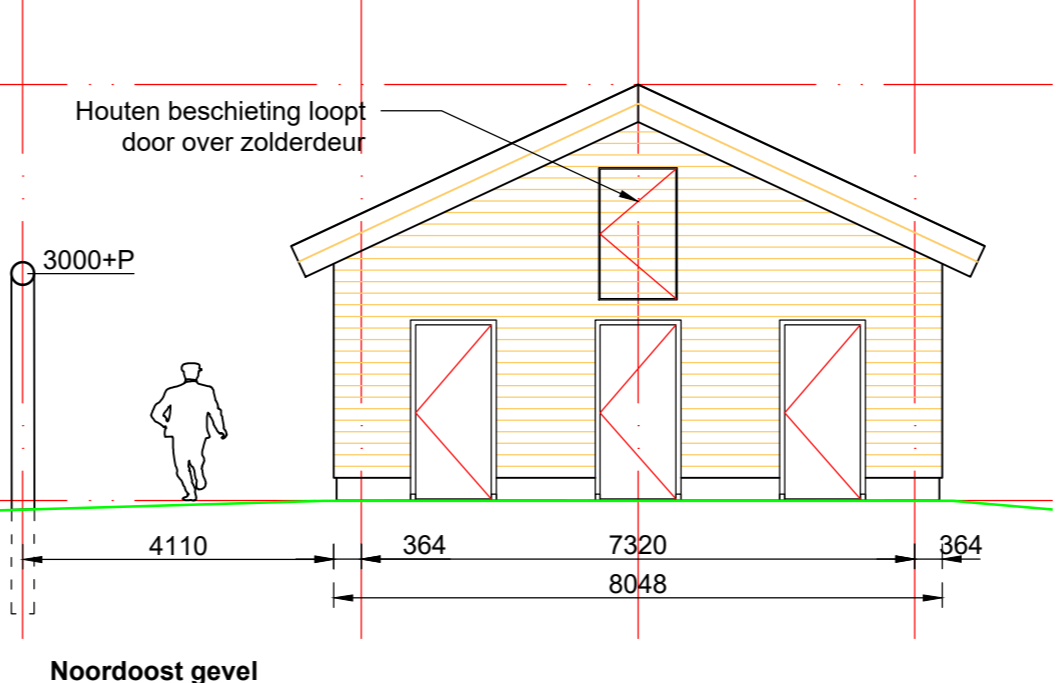 Houten beschieting loopt
door over zolderdeur
3000+P
4110
364
7320
364
8048
Noordoost gevel